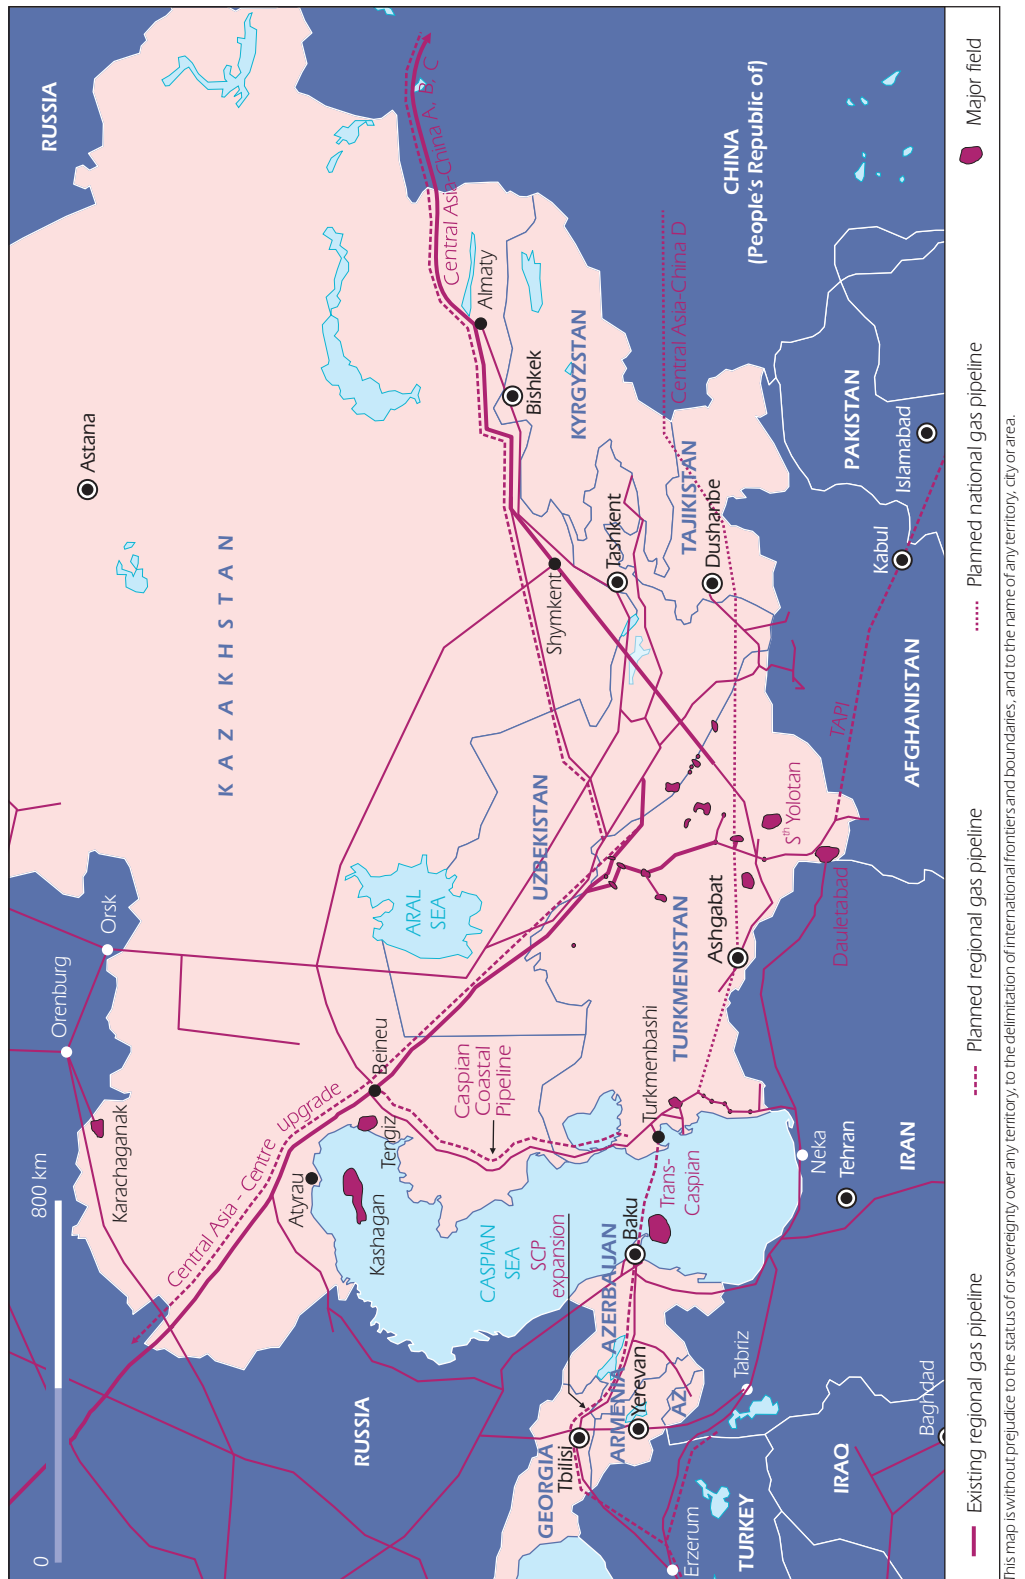 RUSSIA
Astana
KAZAKHSTAN
Orenburg
Orsk
Karachaganak
0
800 km
Central Asia - Centre upgrade
Atyrau
Beineu
Tengiz
Kashagan
ARAL
SEA
Central Asia-China A, B, C
Almaty
Bishkek
KYRGYZSTAN
Shymkent
Tashkent
CHINA
(People's Republic of)
Central Asia-China D
TAJIKISTAN
Dushanbe
UZBEKISTAN
TURKMENISTAN
Turkmenbashi
Ashgabat
Sth Yolotan
Dauletabad
Caspian
Coastal
Pipeline
CASPIAN
SEA
SCP
expansion
Trans-
Caspian
RUSSIA
GEORGIA
Tbilisi
ARMENIA
Yerevan
AZERBAIJAN
Baku
AZ
TURKEY
Erzerum
Tabriz
IRAQ
Baghdad
Neka
Tehran
IRAN
AFGHANISTAN
TAPI
Kabul
PAKISTAN
Islamabad
Existing regional gas pipeline
Planned regional gas pipeline
Planned national gas pipeline
Major field
This map is without prejudice to the status of or sovereignty over any territory, to the delimitation of international frontiers and boundaries, and to the name of any territory, city or area.